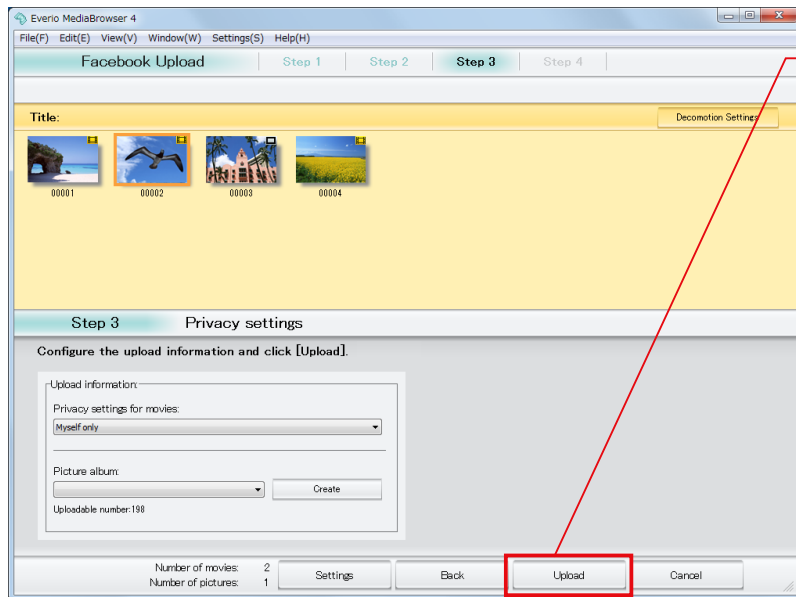 Everio MediaBrowser 4
File(F) Edit(E) View(V) Window(W) Settings(S) Help(H)
Facebook Upload Step 1 Step 2 Step 3 Step 4
Title: Decomotion Settings
00001 00002 00003 00004
Step 3 Privacy settings
Configure the upload information and click [Upload].
Upload information:
Privacy settings for movies:
Myself only
Picture album:
Create
Uploadable number:198
Number of movies: 2
Number of pictures: 1
Settings Back Upload Cancel